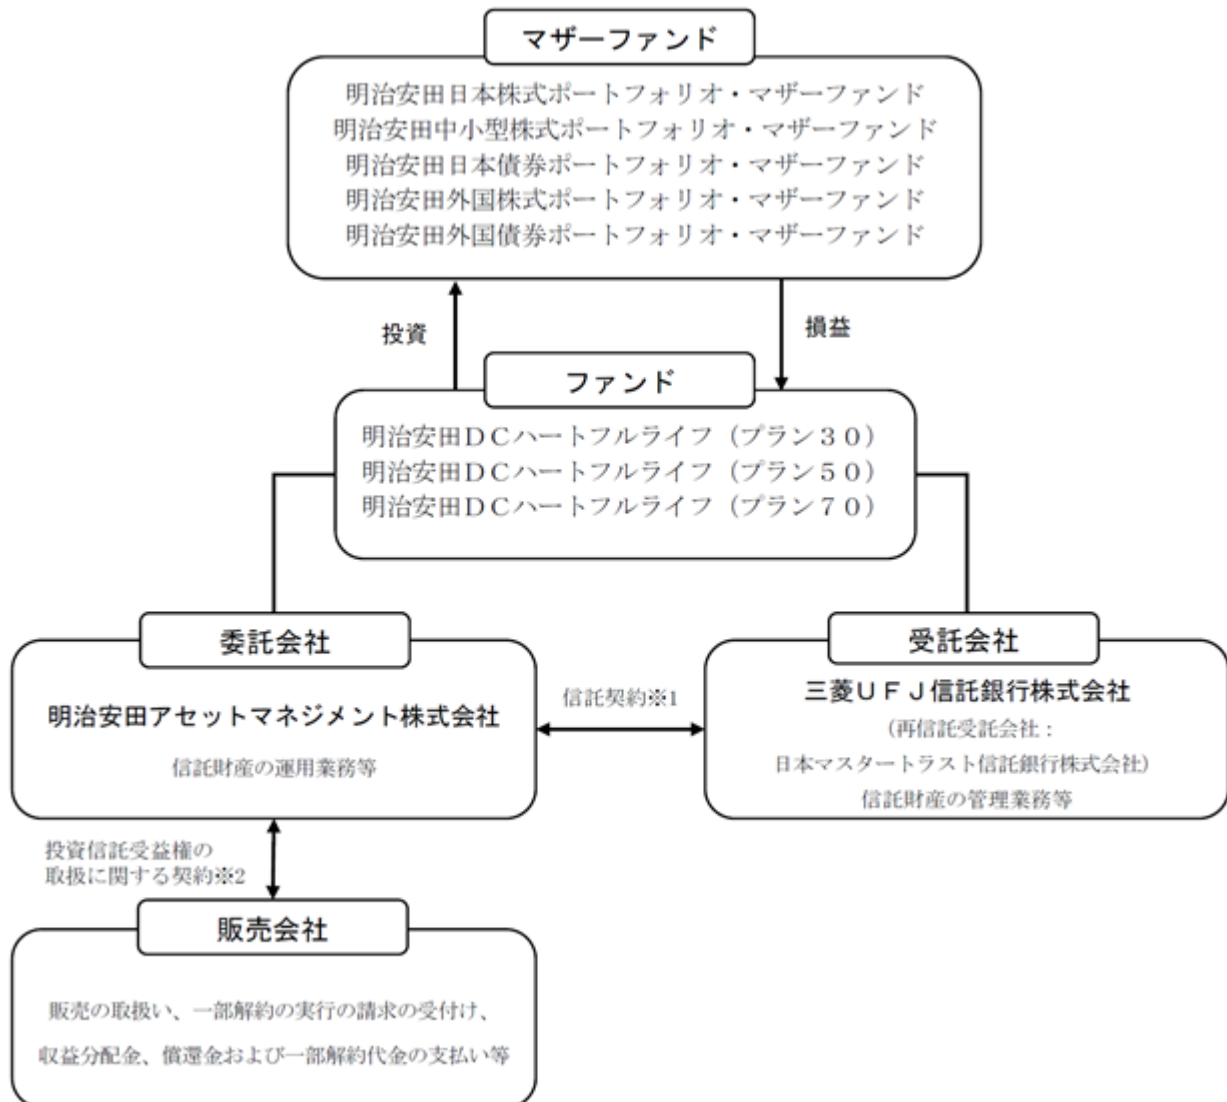 マザーファンド
明治安田日本株式ポートフォリオ・マザーファンド
明治安田中小型株式ポートフォリオ・マザーファンド
明治安田日本債券ポートフォリオ・マザーファンド
明治安田外国株式ポートフォリオ・マザーファンド
明治安田外国債券ポートフォリオ・マザーファンド
投資
損益
ファンド
明治安田ＤＣハートフルライフ（プラン３０）
明治安田ＤＣハートフルライフ（プラン５０）
明治安田ＤＣハートフルライフ（プラン７０）
委託会社
明治安田アセットマネジメント株式会社
信託財産の運用業務等
信託契約※1
受託会社
三菱ＵＦＪ信託銀行株式会社
（再信託受託会社：
日本マスタートラスト信託銀行株式会社）
信託財産の管理業務等
投資信託受益権の
取扱に関する契約※2
販売会社
販売の取扱い、一部解約の実行の請求の受付け、
収益分配金、償還金および一部解約代金の支払い等